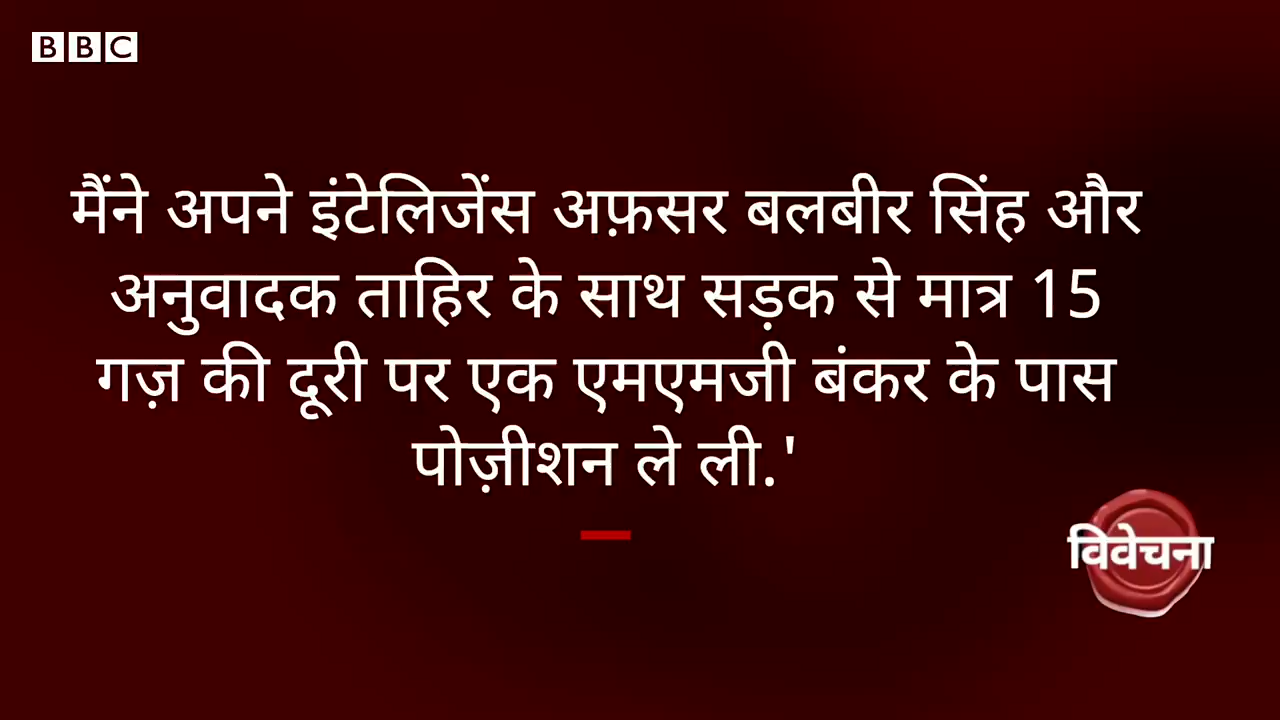 BBC
मैंने अपने इंटेलिजेंस अफ़सर बलबीर सिंह और
अनुवादक ताहिर के साथ सड़क से मात्र 15
गज़ की दूरी पर एक एमएमजी बंकर के पास
पोज़ीशन ले ली.'
विवेचना